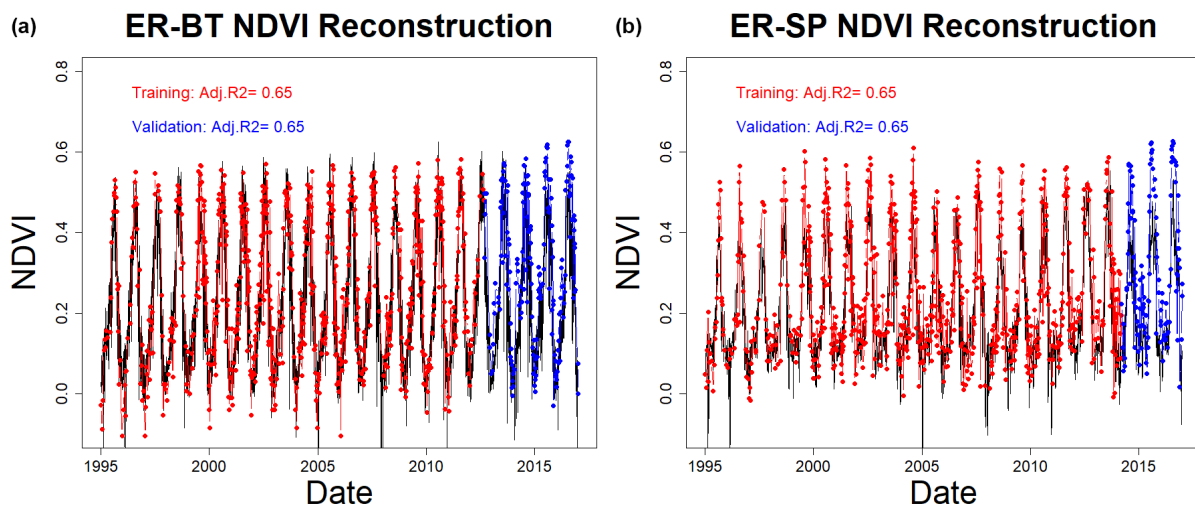 (a) ER-BT NDVI Reconstruction
0.8
Training: Adj.R2= 0.65
Validation: Adj.R2= 0.65
0.6
0.4
0.2
0.0
NDVI
1995 2000 2005 2010 2015
Date
(b) ER-SP NDVI Reconstruction
0.8
Training: Adj.R2= 0.65
Validation: Adj.R2= 0.65
0.6
0.4
0.2
0.0
NDVI
1995 2000 2005 2010 2015
Date